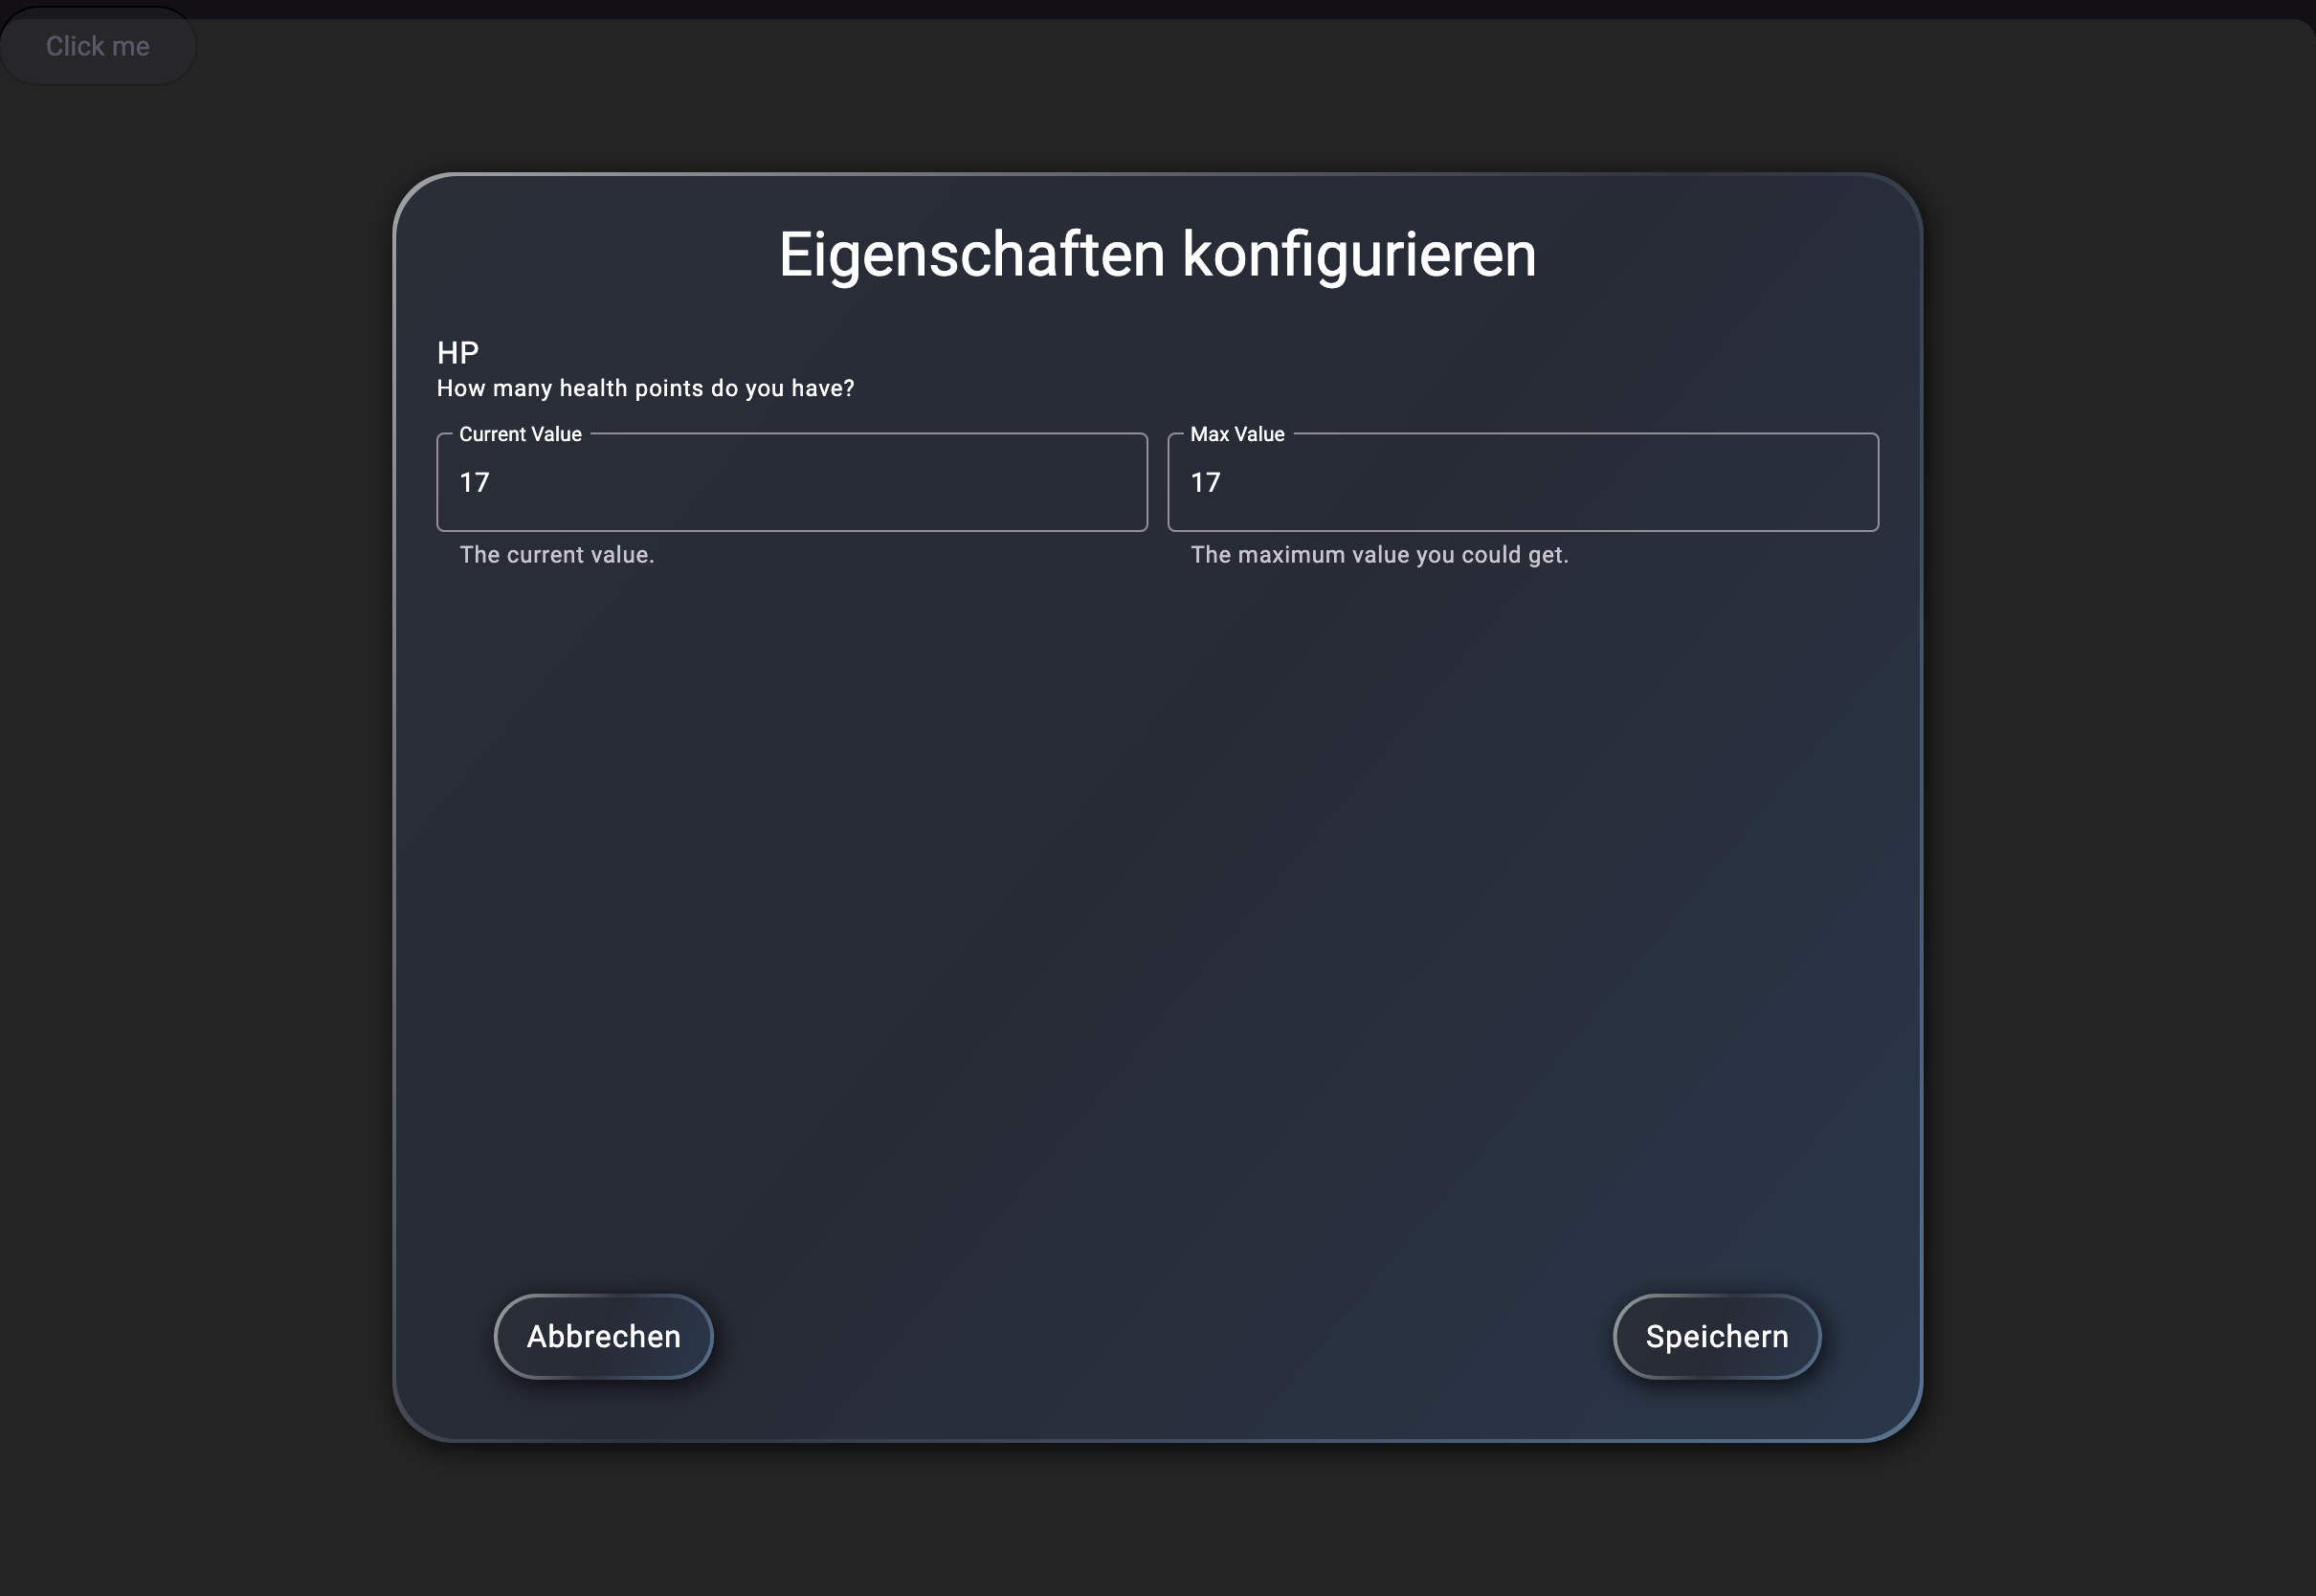 Click me
Eigenschaften konfigurieren
HP
How many health points do you have?
Current Value
Max Value
17
17
The current value.
The maximum value you could get.
Abbrechen
Speichern